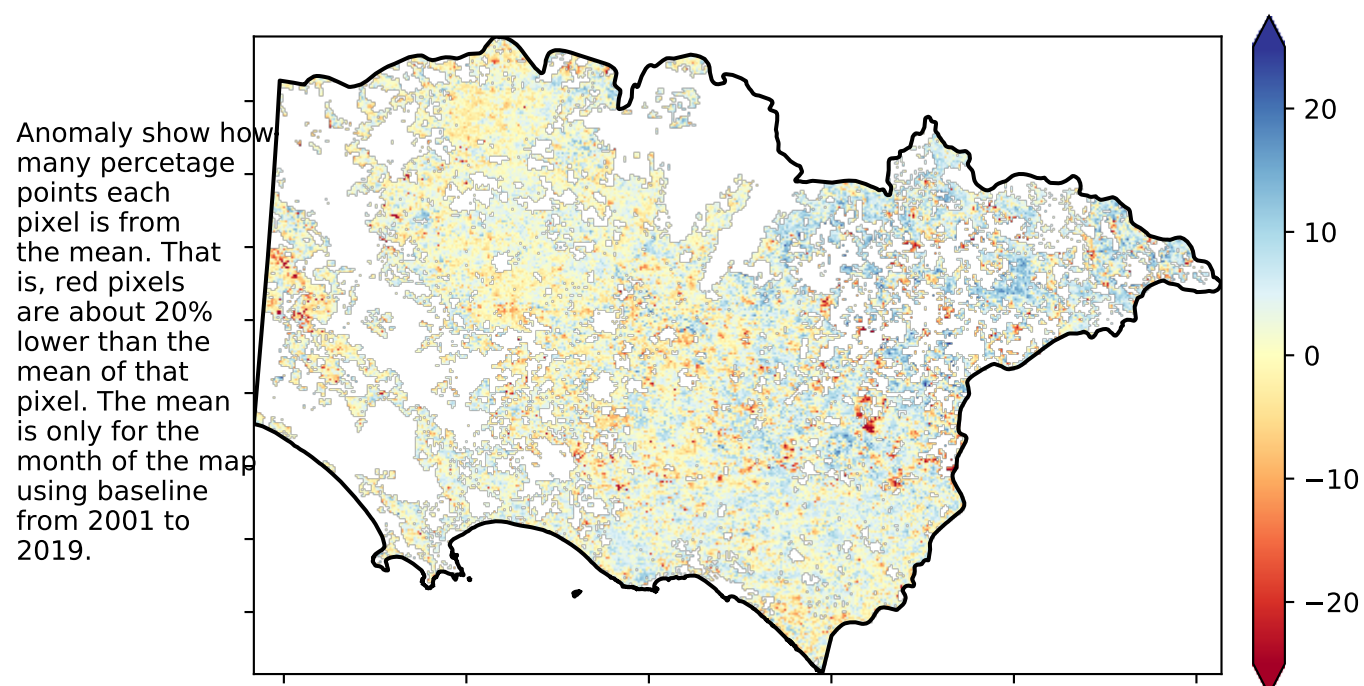 Anomaly show how
many percetage
points each
pixel is from
the mean. That
is, red pixels
are about 20%
lower than the
mean of that
pixel. The mean
is only for the
month of the map
using baseline
from 2001 to
2019.
20
10
0
−10
−20